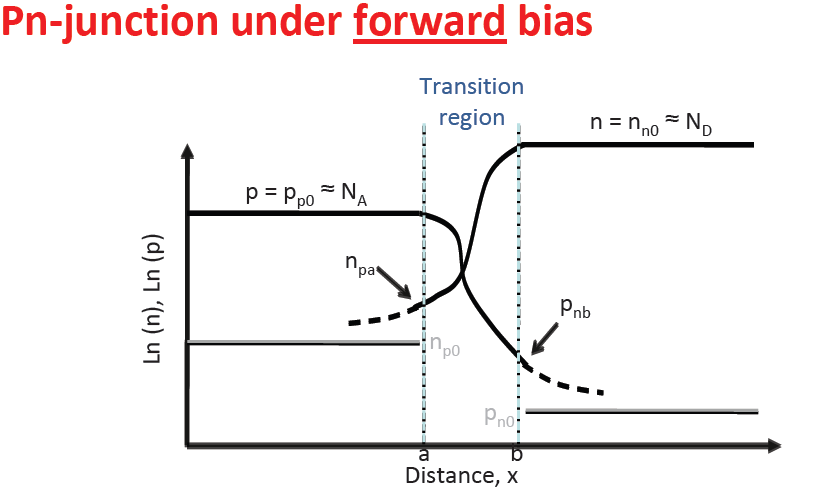 Pn-junction under forward bias
Transition
region
n = nn0 ≈ ND
p = pp0 ≈ NA
npa
pnb
np0
pn0
Ln (n), Ln (p)
a
b
Distance, x